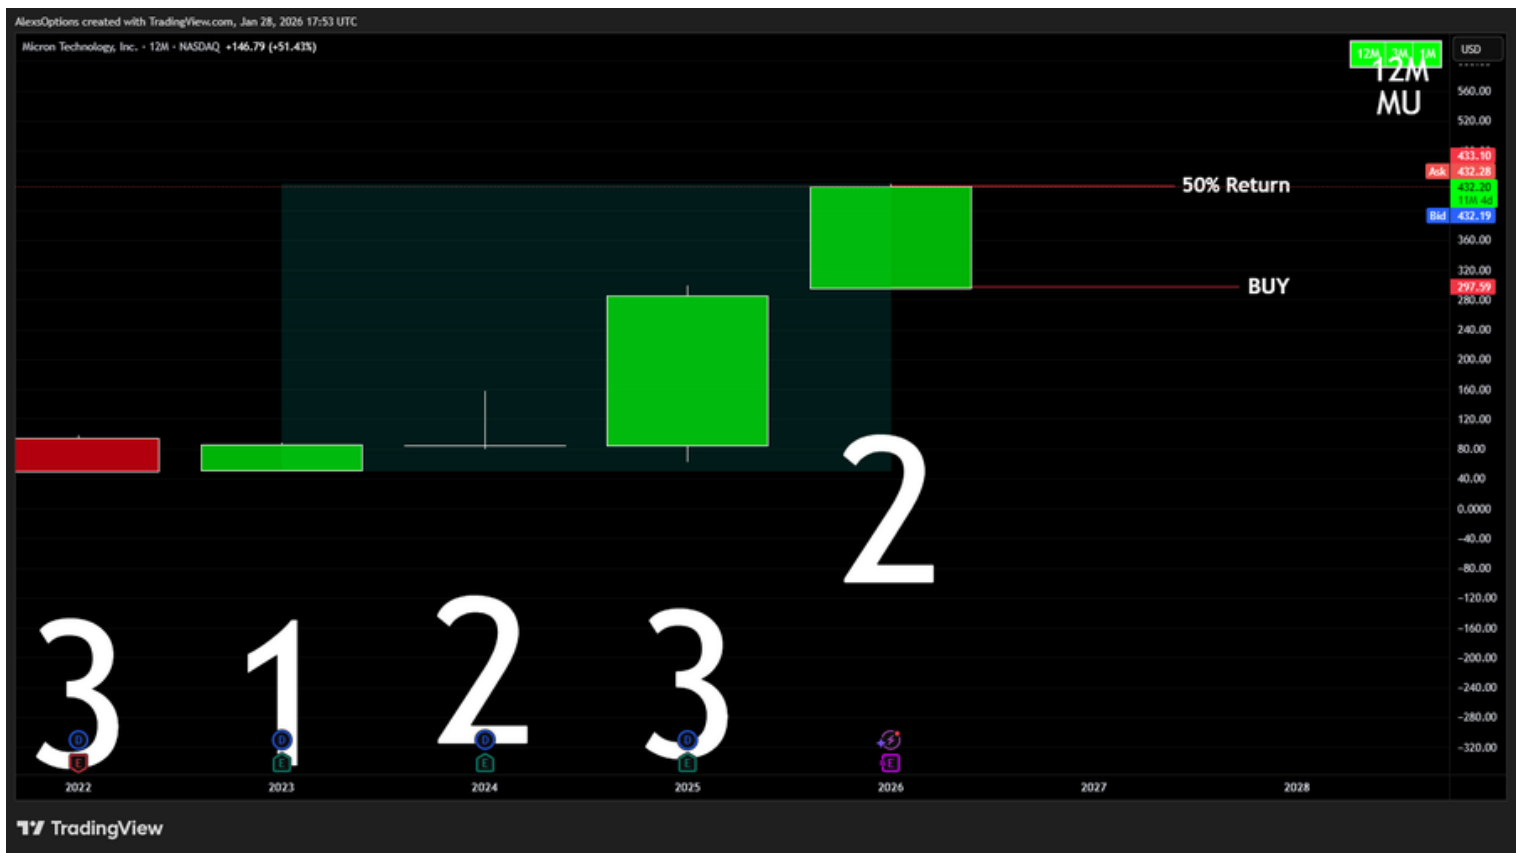 AlexsOptions created with TradingView.com, Jan 28, 2026 17:53 UTC
Micron Technology, Inc. · 12M · NASDAQ +146.79 (+51.43%)
12M 3M 1M
USD
12M
MU
560.00
520.00
433.10
Ask 432.28
50% Return
432.20
11M 4d
Bid 432.19
360.00
320.00
BUY
297.59
280.00
240.00
200.00
160.00
120.00
80.00
40.00
0.0000
−40.00
−80.00
−120.00
−160.00
−200.00
−240.00
−280.00
−320.00
3 1 2 3 2
D D D D
E E E E E
2022 2023 2024 2025 2026 2027 2028
TradingView